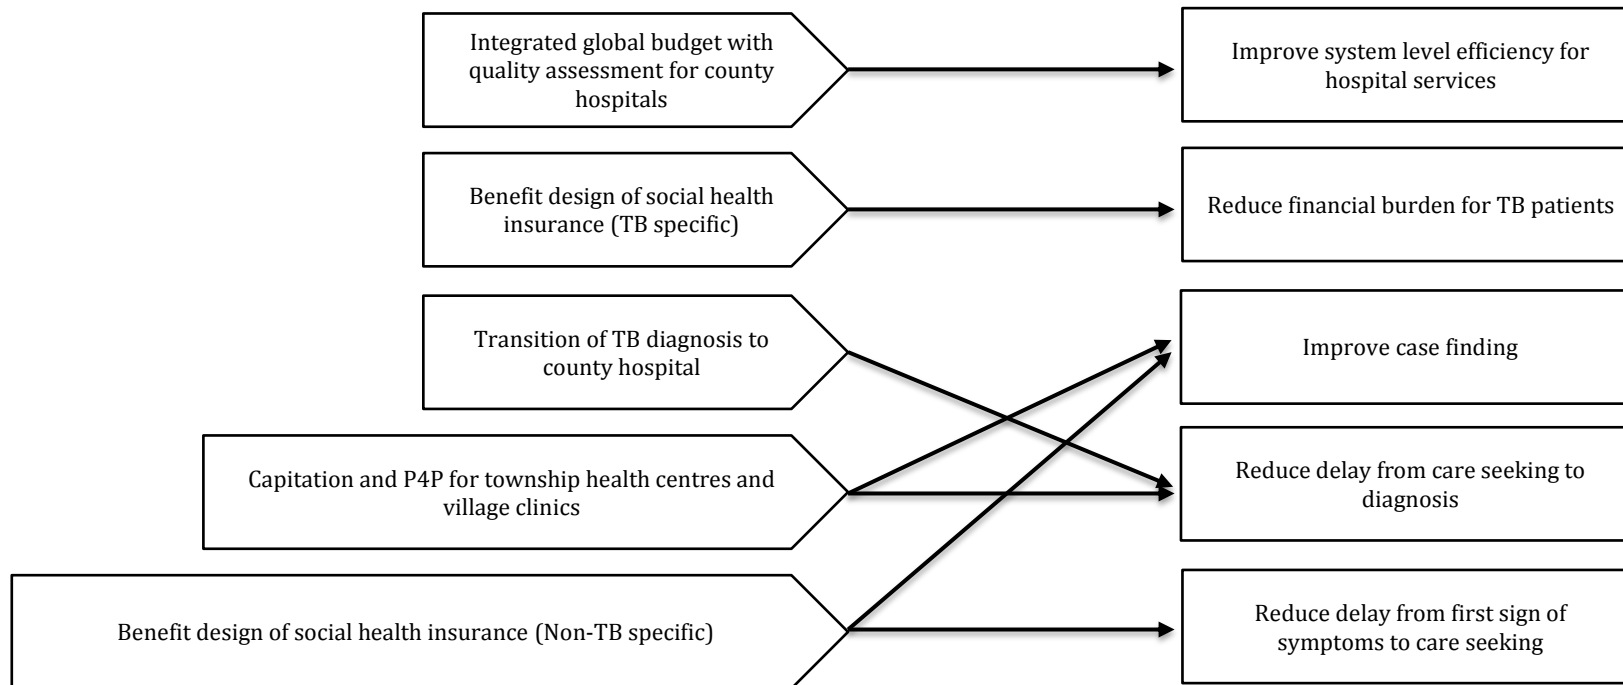 Integrated global budget with
quality assessment for county
hospitals
Improve system level efficiency for
hospital services
Benefit design of social health
insurance (TB specific)
Reduce financial burden for TB patients
Transition of TB diagnosis to
county hospital
Improve case finding
Capitation and P4P for township health centres and
village clinics
Reduce delay from care seeking to
diagnosis
Benefit design of social health insurance (Non-TB specific)
Reduce delay from first sign of
symptoms to care seeking